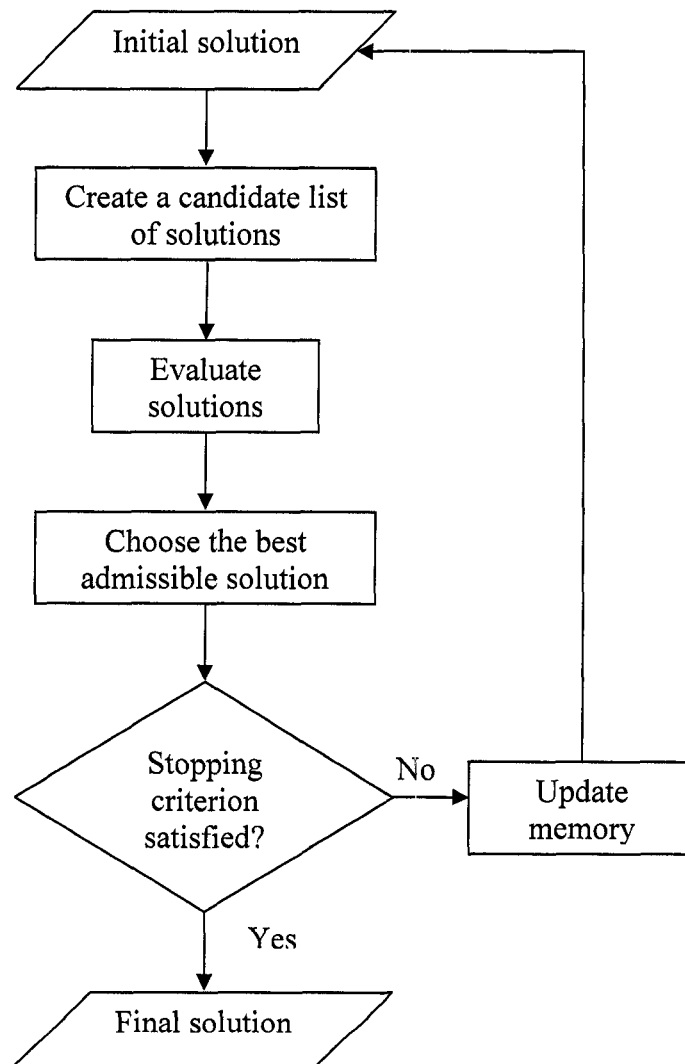 Initial solution
Create a candidate list
of solutions
Evaluate
solutions
Choose the best
admissible solution
Stopping
criterion
satisfied?
No
Update
memory
Yes
Final solution